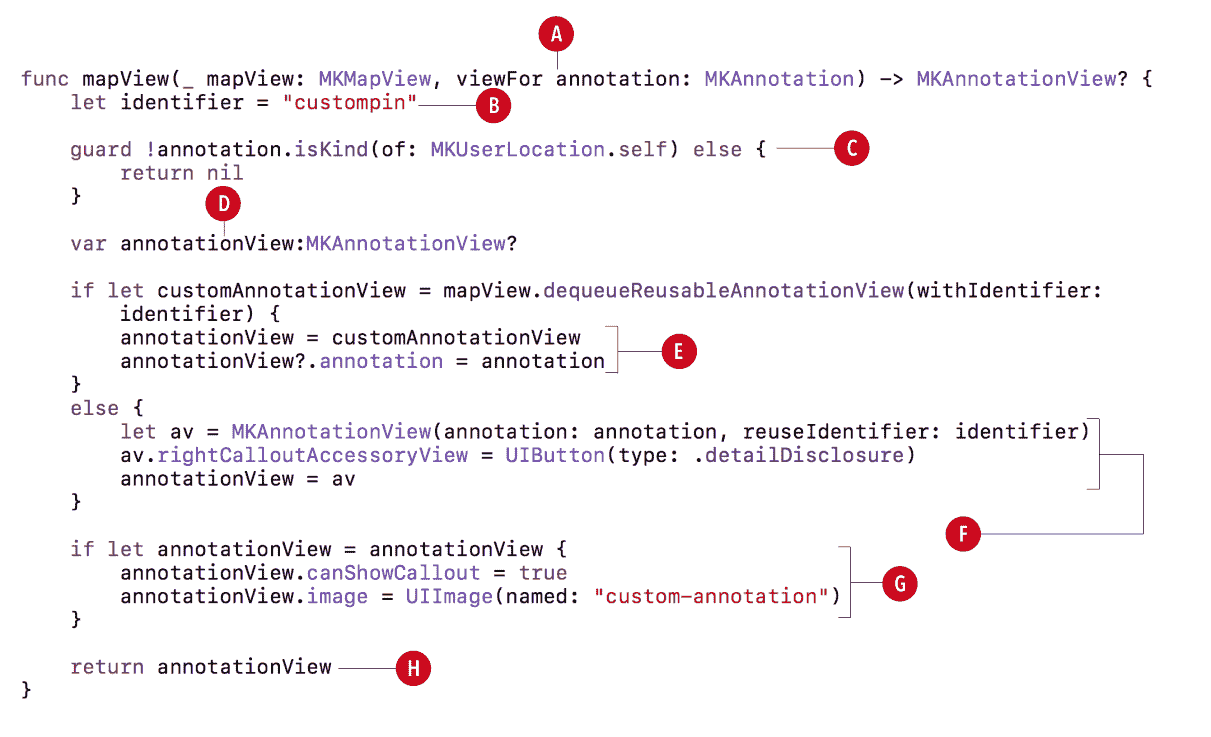 A
func mapView(_ mapView: MKMapView, viewFor annotation: MKAnnotation) -> MKAnnotationView? {
let identifier = "custompin" B
guard !annotation.isKind(of: MKUserLocation.self) else { C
return nil
}
D
var annotationView:MKAnnotationView?
if let customAnnotationView = mapView.dequeueReusableAnnotationView(withIdentifier:
identifier) {
annotationView = customAnnotationView
annotationView?.annotation = annotation
E
}
else {
let av = MKAnnotationView(annotation: annotation, reuseIdentifier: identifier)
av.rightCalloutAccessoryView = UIButton(type: .detailDisclosure)
annotationView = av
}
F
if let annotationView = annotationView {
annotationView.canShowCallout = true
G
annotationView.image = UIImage(named: "custom-annotation")
}
return annotationView H
}